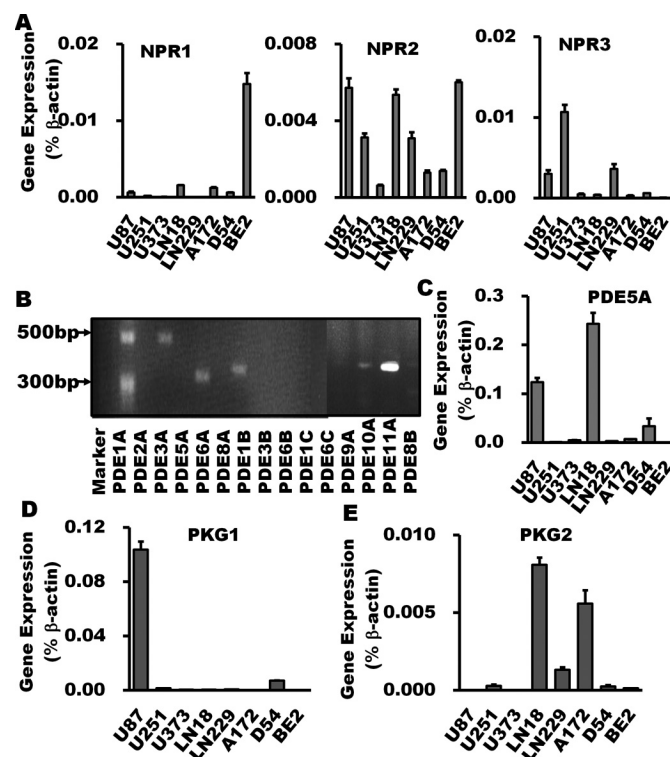 A
NPR1
NPR2
NPR3
Gene Expression
(% β-actin)
0.02
0.01
0.00
0.008
0.004
0.000
0.02
0.01
0.00
U87
U251
U373
LN18
LN229
A172
D54
BE2
U87
U251
U373
LN18
LN229
A172
D54
BE2
U87
U251
U373
LN18
LN229
A172
D54
BE2
B
500bp
300bp
Marker
PDE1A
PDE2A
PDE3A
PDE5A
PDE6A
PDE8A
PDE1B
PDE3B
PDE6B
PDE1C
PDE6C
PDE9A
PDE10A
PDE11A
PDE8B
C
PDE5A
Gene Expression
(% β-actin)
0.3
0.2
0.1
0.0
U87
U251
U373
LN18
LN229
A172
D54
BE2
D
PKG1
Gene Expression
(% β-actin)
0.12
0.08
0.04
0.00
U87
U251
U373
LN18
LN229
A172
D54
BE2
E
PKG2
Gene Expression
(% β-actin)
0.010
0.005
0.000
U87
U251
U373
LN18
LN229
A172
D54
BE2